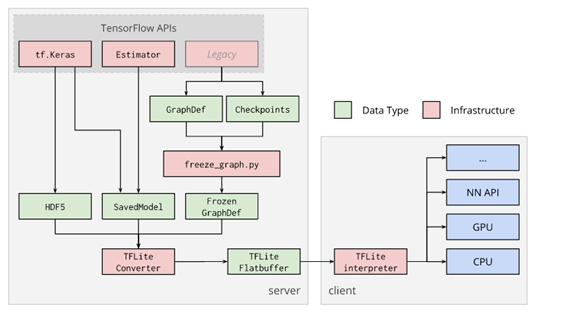 TensorFlow APIs
tf.Keras
Estimator
Legacy
GraphDef
Checkpoints
Data Type
Infrastructure
freeze_graph.py
...
NN API
HDF5
SavedModel
Frozen
GraphDef
GPU
TFLite
Converter
TFLite
Flatbuffer
TFLite
interpreter
CPU
server
client